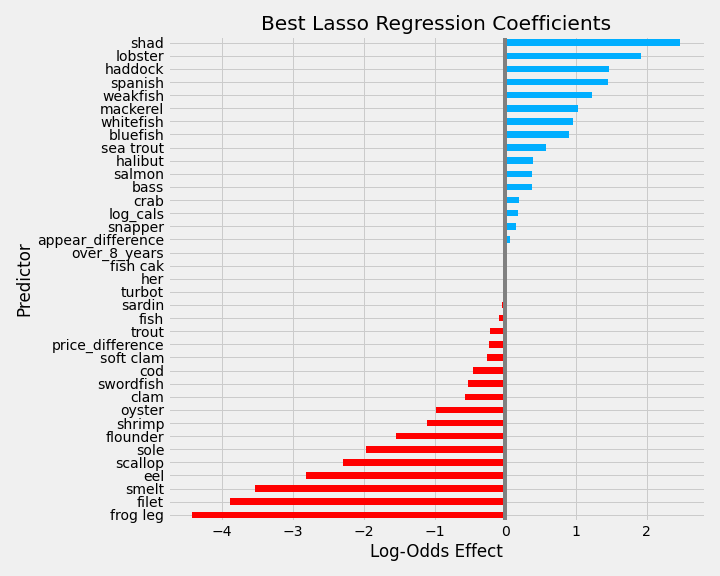 Best Lasso Regression Coefficients
shad
lobster
haddock
spanish
weakfish
mackerel
whitefish
bluefish
sea trout
halibut
salmon
bass
crab
log_cals
snapper
appear_difference
over_8_years
fish cak
her
turbot
sardin
fish
trout
price_difference
soft clam
cod
swordfish
clam
oyster
shrimp
flounder
sole
scallop
eel
smelt
filet
frog leg
Predictor
−4 −3 −2 −1 0 1 2
Log-Odds Effect